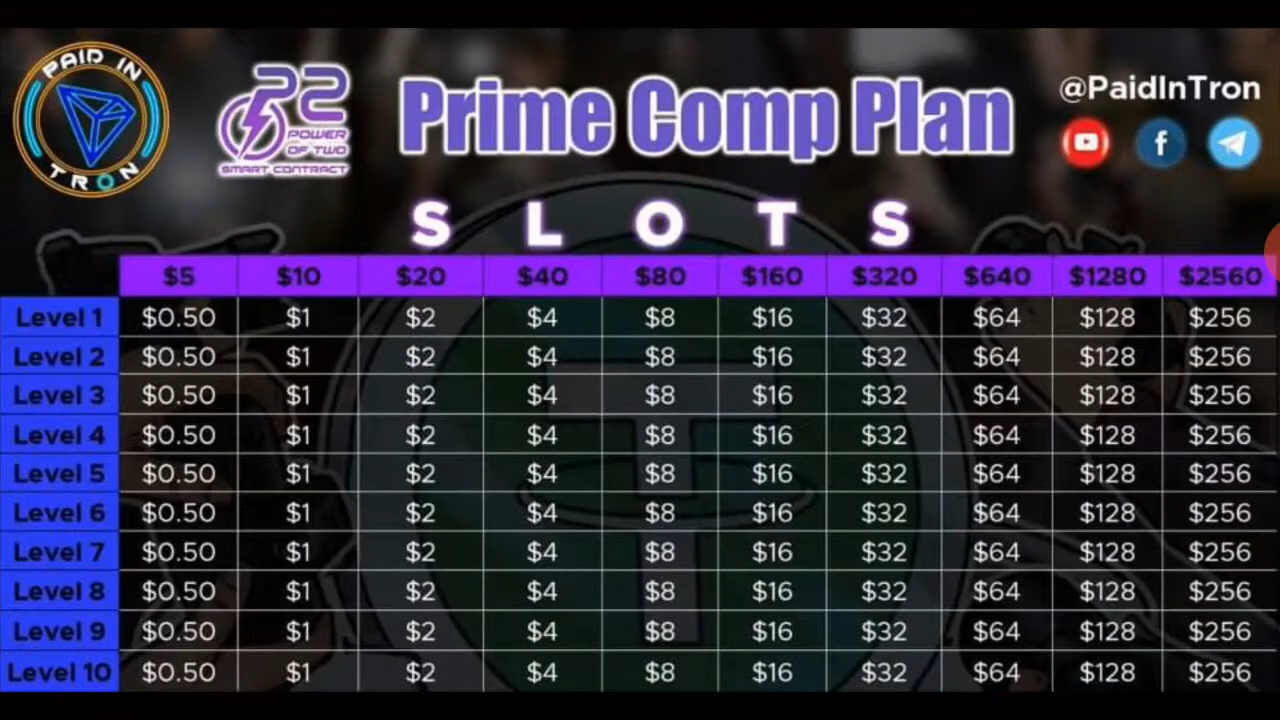 PAID IN
TRON
P2
POWER
OF TWO
SMART CONTRACT
Prime Comp Plan
@PaidInTron
SLOTS
$5 $10 $20 $40 $80 $160 $320 $640 $1280 $2560
Level 1 $0.50 $1 $2 $4 $8 $16 $32 $64 $128 $256
Level 2 $0.50 $1 $2 $4 $8 $16 $32 $64 $128 $256
Level 3 $0.50 $1 $2 $4 $8 $16 $32 $64 $128 $256
Level 4 $0.50 $1 $2 $4 $8 $16 $32 $64 $128 $256
Level 5 $0.50 $1 $2 $4 $8 $16 $32 $64 $128 $256
Level 6 $0.50 $1 $2 $4 $8 $16 $32 $64 $128 $256
Level 7 $0.50 $1 $2 $4 $8 $16 $32 $64 $128 $256
Level 8 $0.50 $1 $2 $4 $8 $16 $32 $64 $128 $256
Level 9 $0.50 $1 $2 $4 $8 $16 $32 $64 $128 $256
Level 10 $0.50 $1 $2 $4 $8 $16 $32 $64 $128 $256